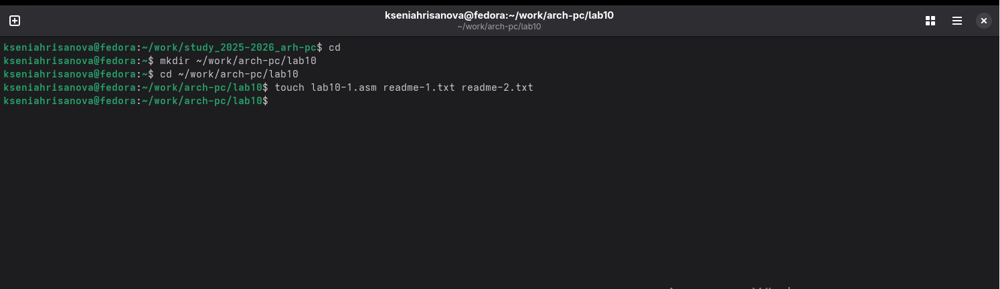 kseniahrisanova@fedora:~/work/arch-pc/lab10
~/work/arch-pc/lab10
kseniahrisanova@fedora:~/work/study_2025-2026_arh-pc$ cd
kseniahrisanova@fedora:~$ mkdir ~/work/arch-pc/lab10
kseniahrisanova@fedora:~$ cd ~/work/arch-pc/lab10
kseniahrisanova@fedora:~/work/arch-pc/lab10$ touch lab10-1.asm readme-1.txt readme-2.txt
kseniahrisanova@fedora:~/work/arch-pc/lab10$